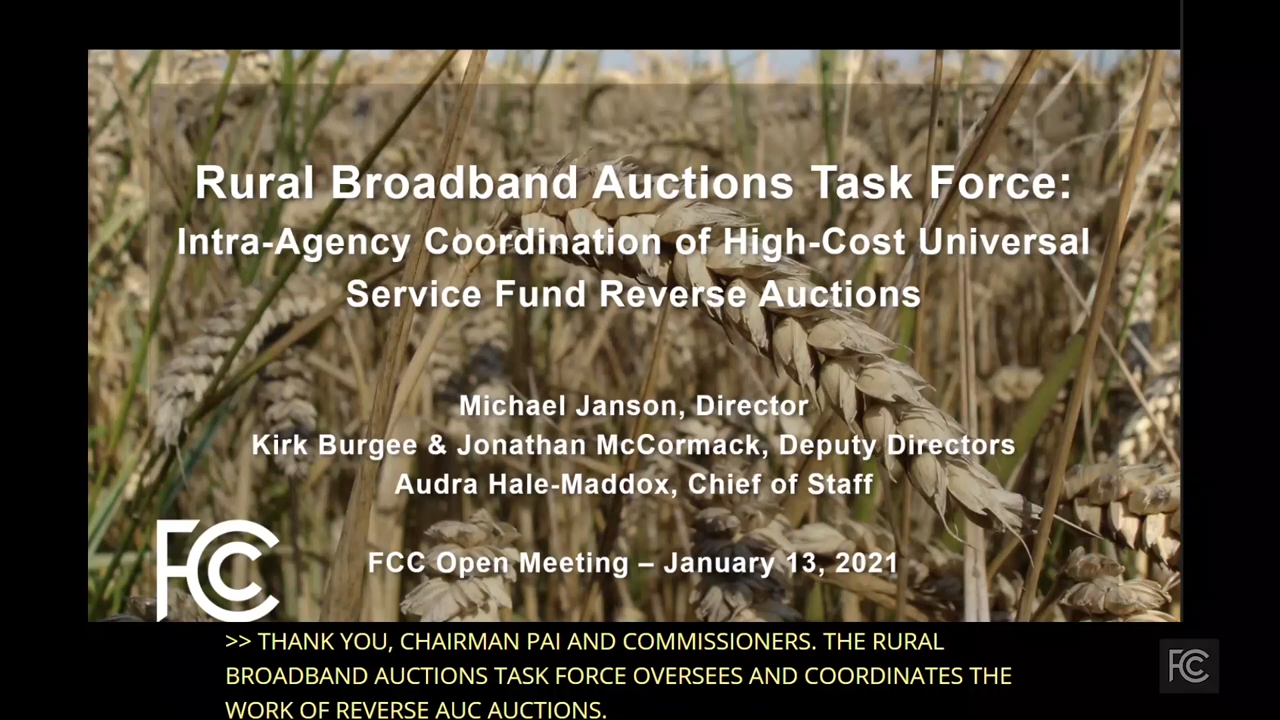 Rural Broadband Auctions Task Force:
Intra-Agency Coordination of High-Cost Universal
Service Fund Reverse Auctions
Michael Janson, Director
Kirk Burgee & Jonathan McCormack, Deputy Directors
Audra Hale-Maddox, Chief of Staff
FCC
FCC Open Meeting – January 13, 2021
>> THANK YOU, CHAIRMAN PAI AND COMMISSIONERS. THE RURAL
BROADBAND AUCTIONS TASK FORCE OVERSEES AND COORDINATES THE
WORK OF REVERSE AUC AUCTIONS.
FCC